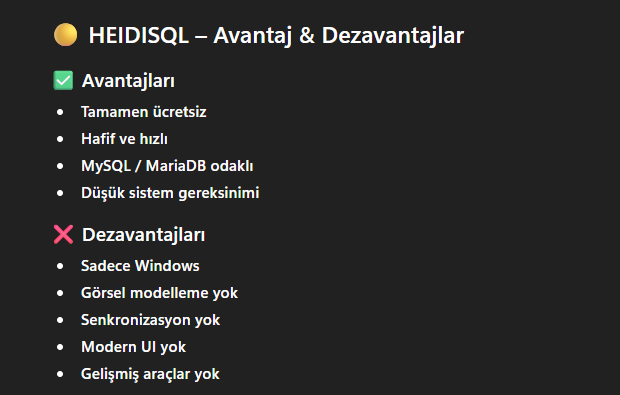 HEIDISQL – Avantaj & Dezavantajlar
Avantajları
Tamamen ücretsiz
Hafif ve hızlı
MySQL / MariaDB odaklı
Düşük sistem gereksinimi
Dezavantajları
Sadece Windows
Görsel modelleme yok
Senkronizasyon yok
Modern UI yok
Gelişmiş araçlar yok